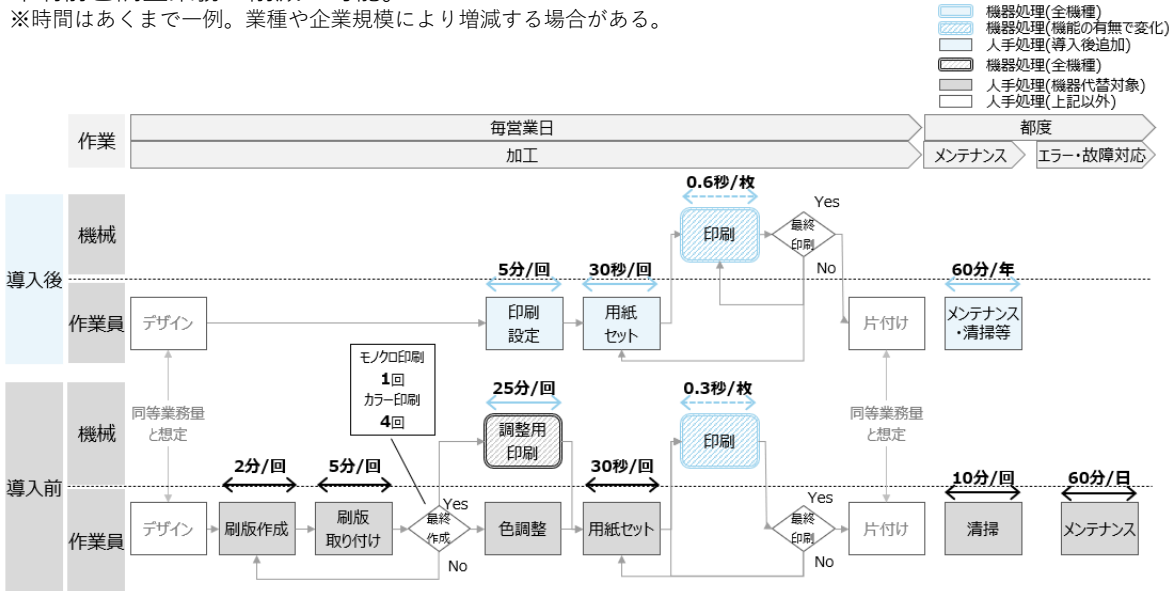 ※時間はあくまで一例。業種や企業規模により増減する場合がある。
機器処理(全機種)
機器処理(機能の有無で変化)
人手処理(導入後追加)
機器処理(全機種)
人手処理(機器代替対象)
人手処理(上記以外)
作業
毎営業日
都度
加工
メンテナンス
エラー・故障対応
導入後
機械
0.6秒/枚
印刷
最終
印刷
Yes
No
作業員
デザイン
5分/回
印刷
設定
30秒/回
用紙
セット
片付け
60分/年
メンテナンス
・清掃等
同等業務量
と想定
モノクロ印刷
1回
カラー印刷
4回
同等業務量
と想定
導入前
機械
25分/回
調整用
印刷
0.3秒/枚
印刷
作業員
デザイン
2分/回
刷版作成
5分/回
刷版
取り付け
最終
作成
Yes
No
色調整
30秒/回
用紙セット
最終
印刷
Yes
No
片付け
10分/回
清掃
60分/日
メンテナンス